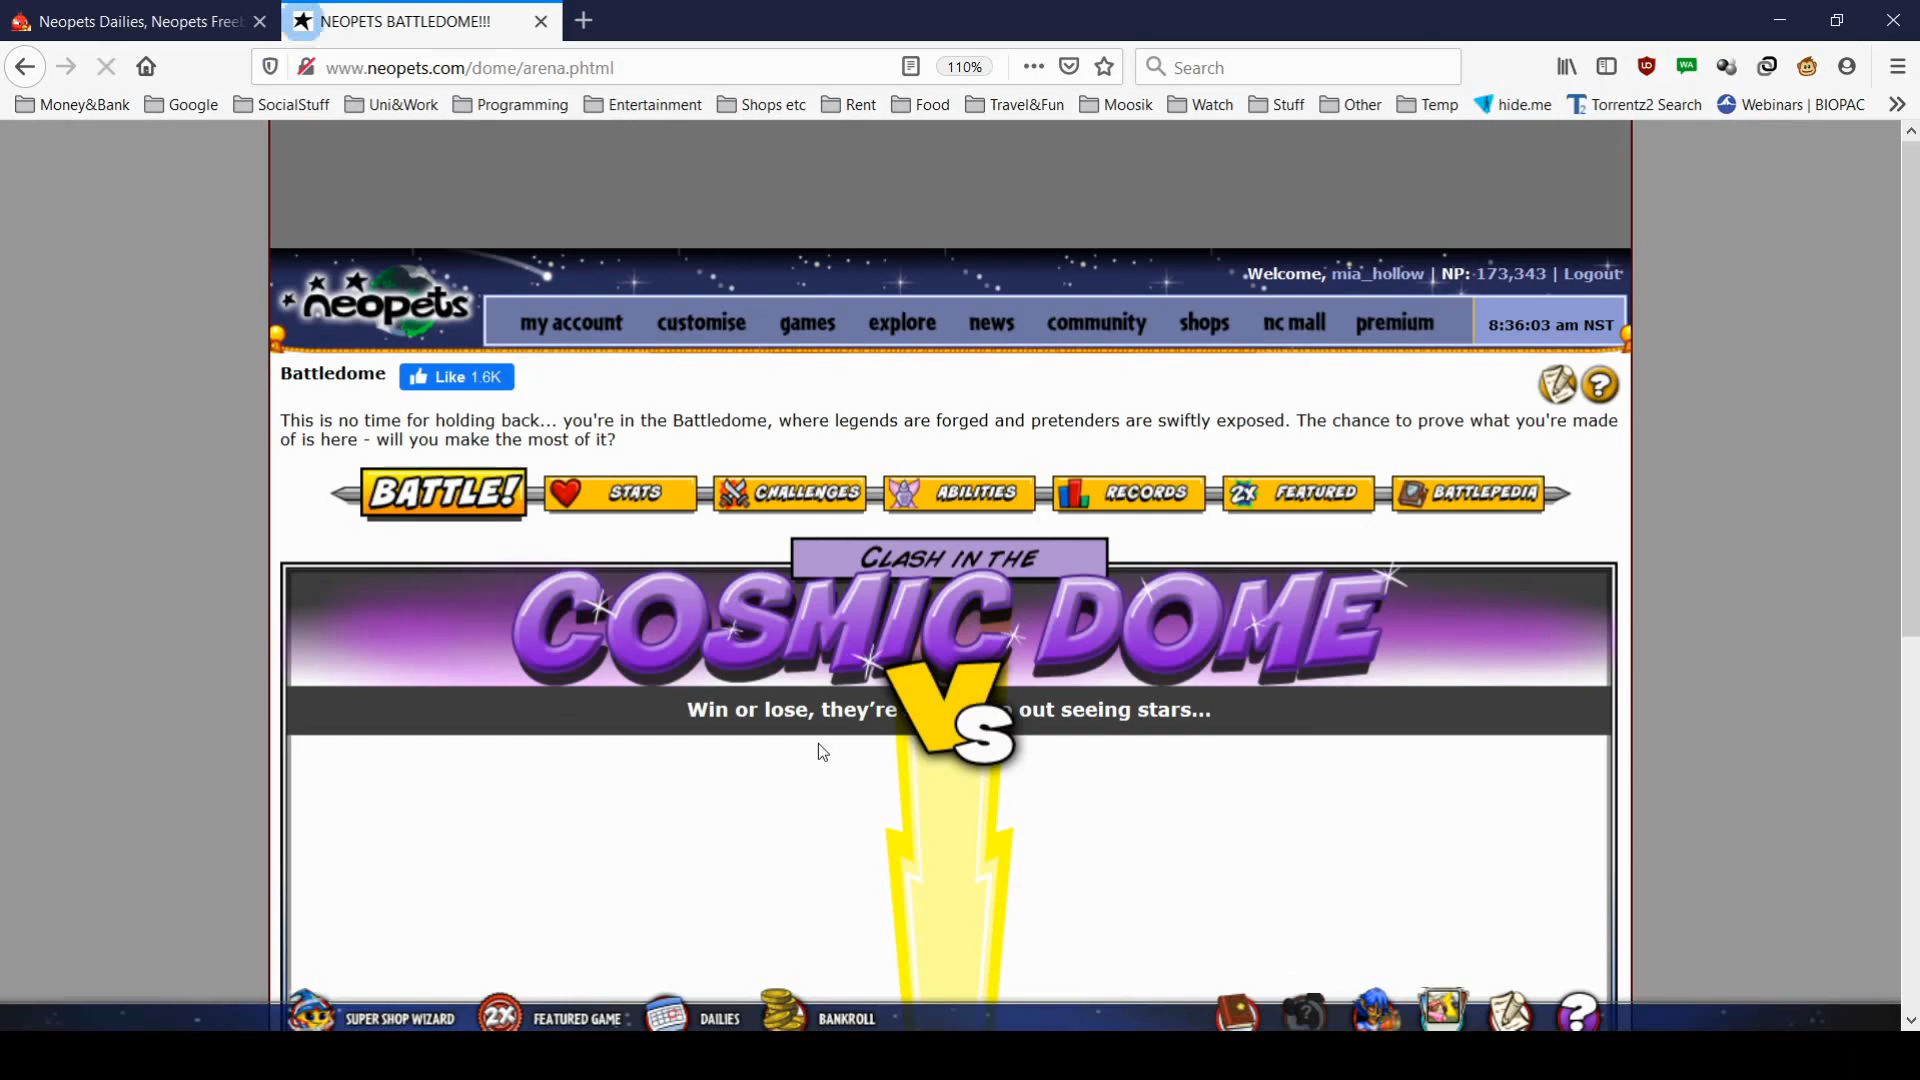 Neopets Dailies, Neopets Freeb
NEOPETS BATTLEDOME!!!
www.neopets.com/dome/arena.phtml
110%
Search
Money&Bank
Google
SocialStuff
Uni&Work
Programming
Entertainment
Shops etc
Rent
Food
Travel&Fun
Moosik
Watch
Stuff
Other
Temp
hide.me
Torrentz2 Search
Webinars | BIOPAC
neopets
Welcome, mia_hollow | NP: 173,343 | Logout
my account
customise
games
explore
news
community
shops
nc mall
premium
8:36:03 am NST
Battledome
Like 1.6K
This is no time for holding back... you're in the Battledome, where legends are forged and pretenders are swiftly exposed. The chance to prove what you're made
of is here - will you make the most of it?
BATTLE!
STATS
CHALLENGES
ABILITIES
RECORDS
2X FEATURED
BATTLEPEDIA
CLASH IN THE
COSMIC DOME
Win or lose, they're out seeing stars...
Vs
SUPER SHOP WIZARD
2X FEATURED GAME
DAILIES
BANKROLL